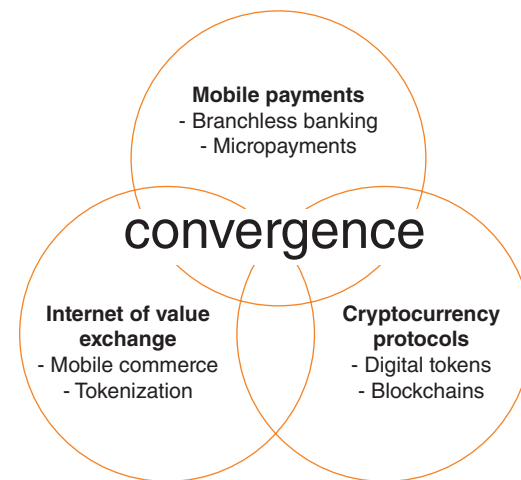 Mobile payments
- Branchless banking
- Micropayments
convergence
Internet of value
exchange
- Mobile commerce
- Tokenization
Cryptocurrency
protocols
- Digital tokens
- Blockchains